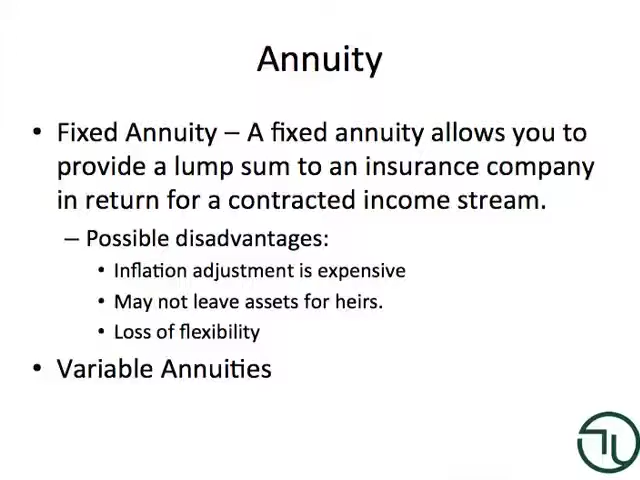 Annuity
• Fixed Annuity – A fixed annuity allows you to
provide a lump sum to an insurance company
in return for a contracted income stream.
– Possible disadvantages:
• Inflation adjustment is expensive
• May not leave assets for heirs.
• Loss of flexibility
• Variable Annuities